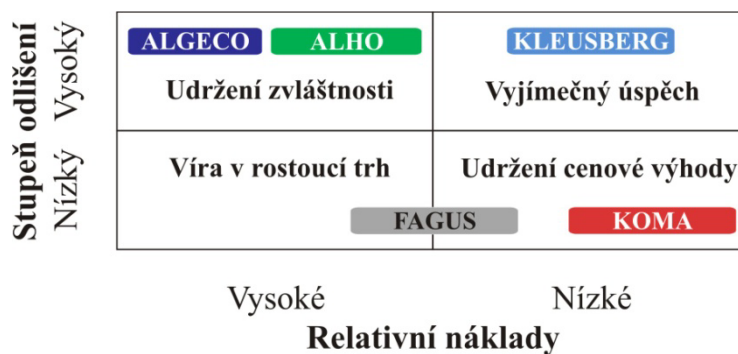 Stupeň odlišení
Vysoký
Nízký
ALGECO ALHO KLEUSBERG
Udržení zvláštnosti Vyjímečný úspěch
Víra v rostoucí trh Udržení cenové výhody
FAGUS KOMA
Vysoké Nízké
Relativní náklady